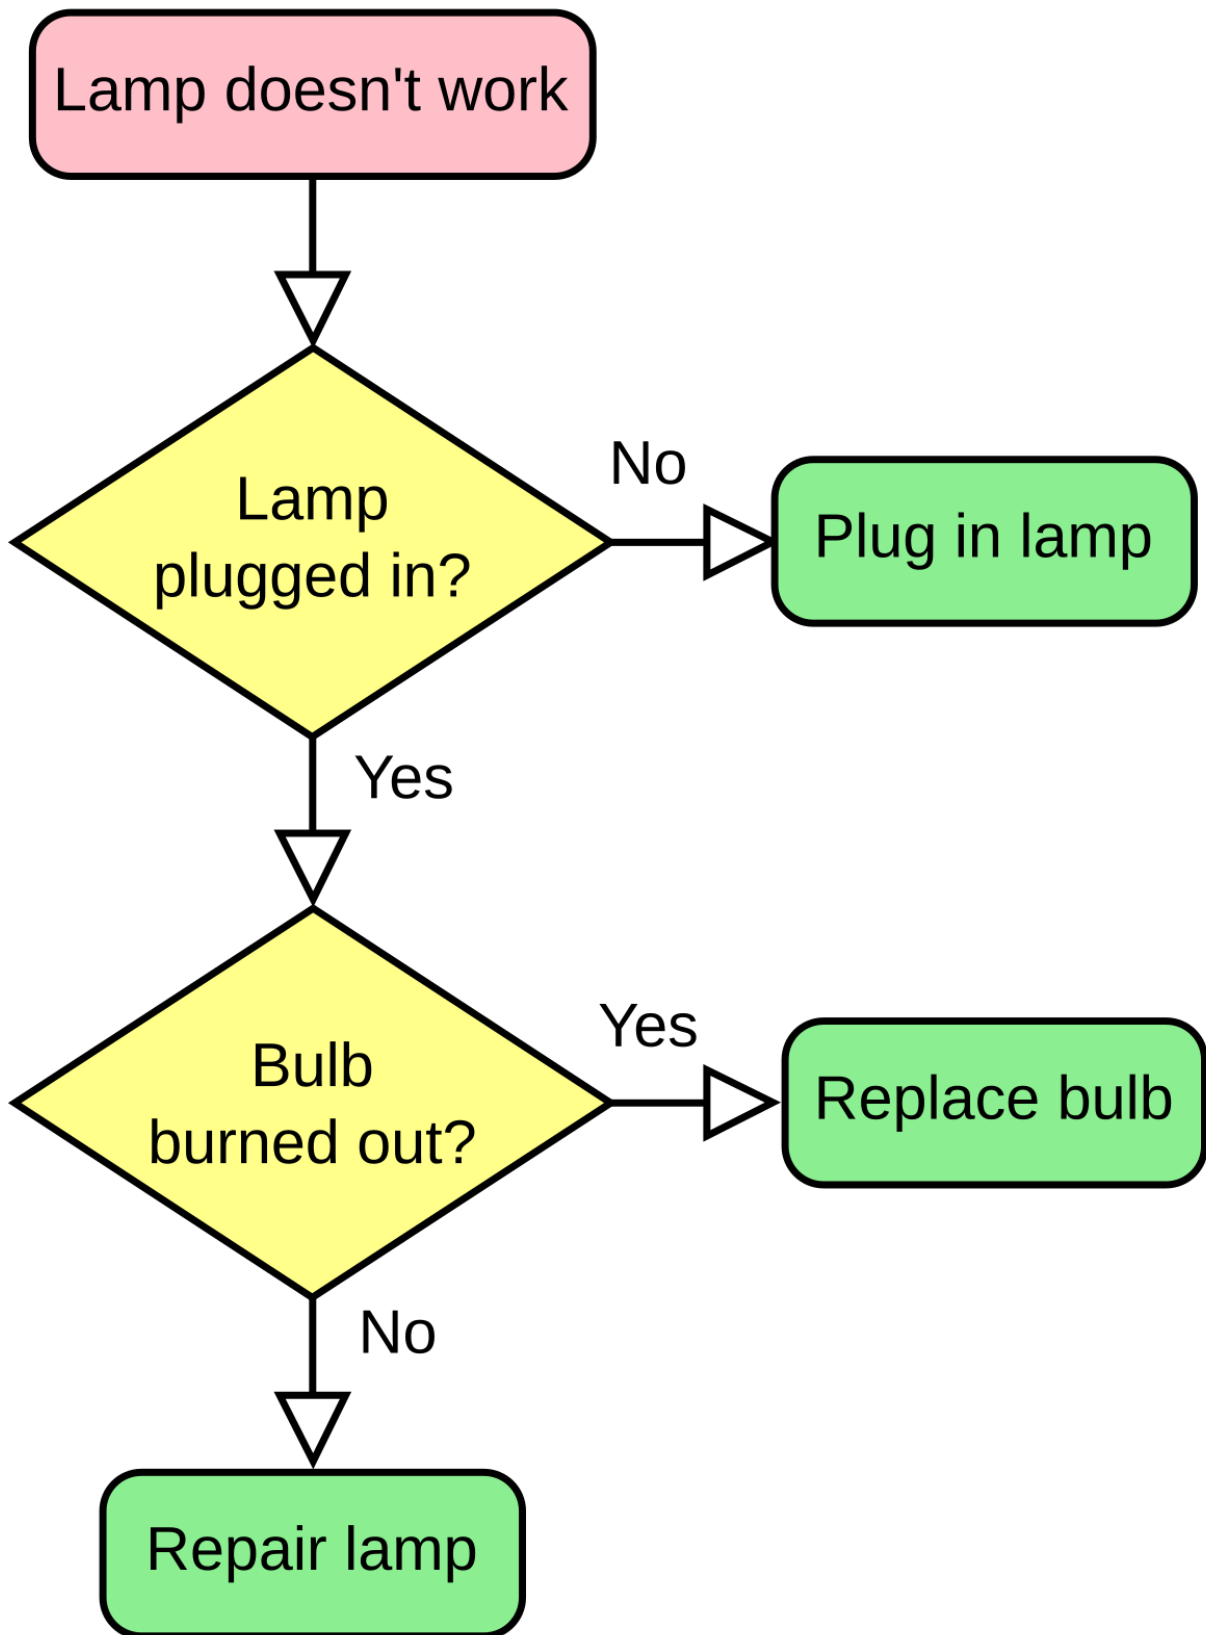 Lamp doesn't work
Lamp
plugged in?
No
Plug in lamp
Yes
Bulb
burned out?
Yes
Replace bulb
No
Repair lamp